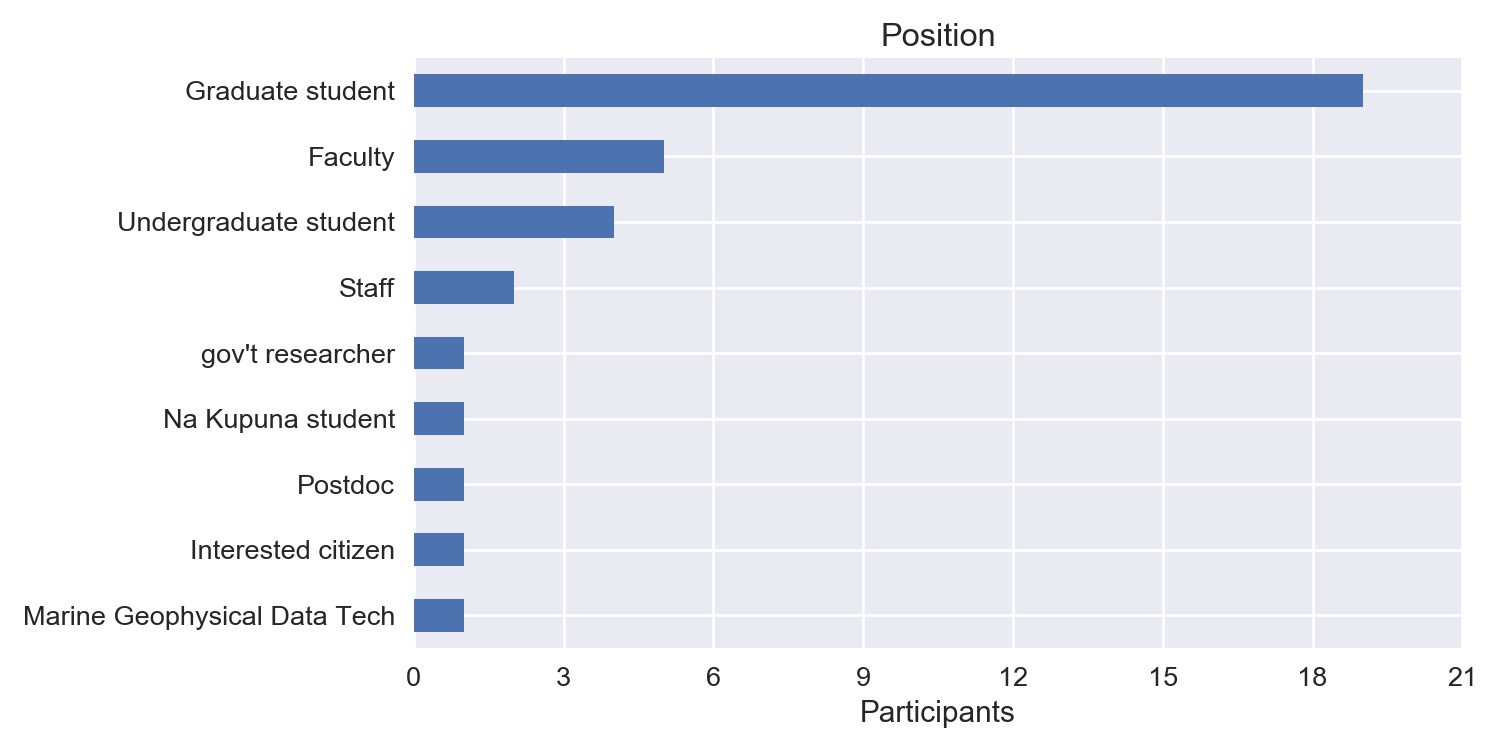 Position
Graduate student
Faculty
Undergraduate student
Staff
gov't researcher
Na Kupuna student
Postdoc
Interested citizen
Marine Geophysical Data Tech
0 3 6 9 12 15 18 21
Participants